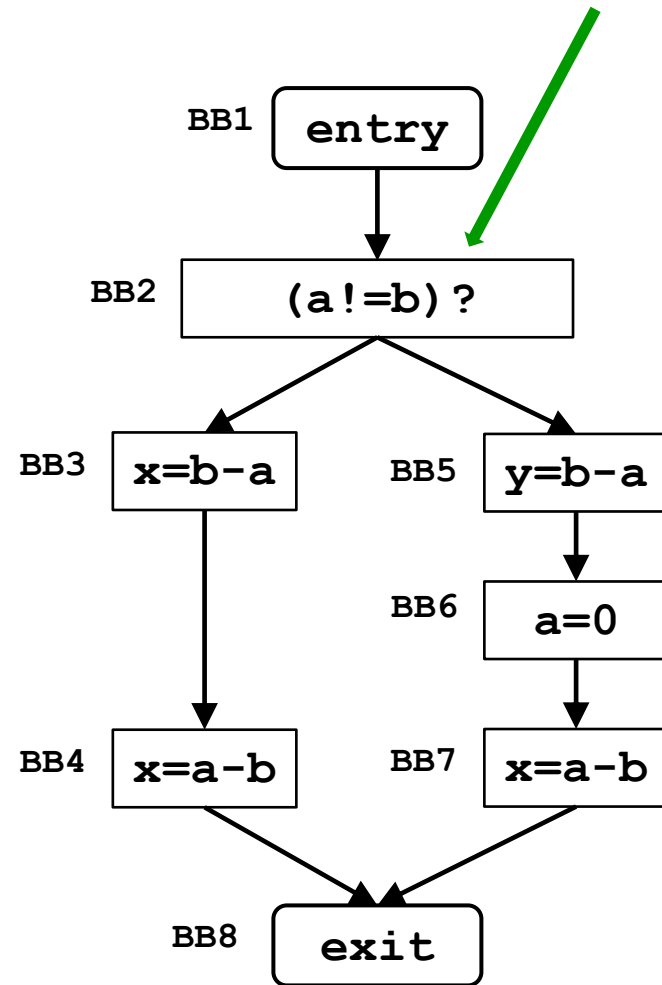 BB1 entry
BB2 (a!=b)?
BB3 x=b-a BB5 y=b-a
BB6 a=0
BB4 x=a-b BB7 x=a-b
BB8 exit